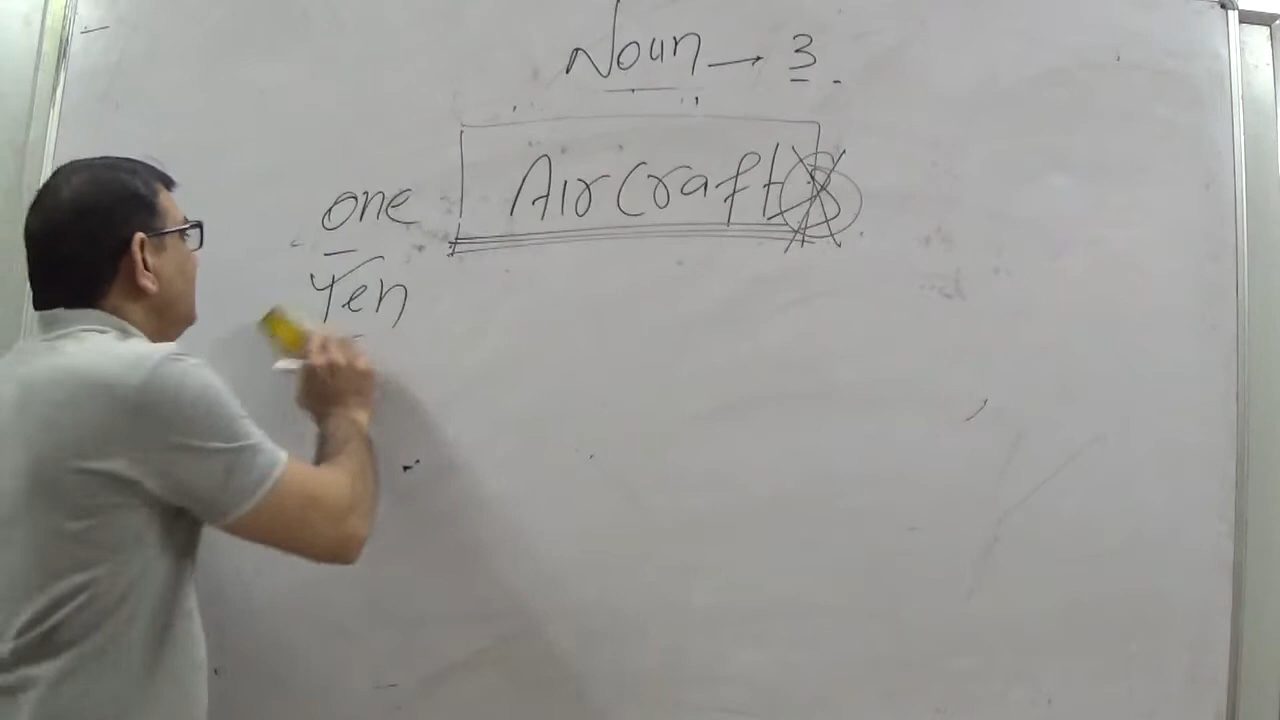 Noun → 3
one Aircraft
Ten